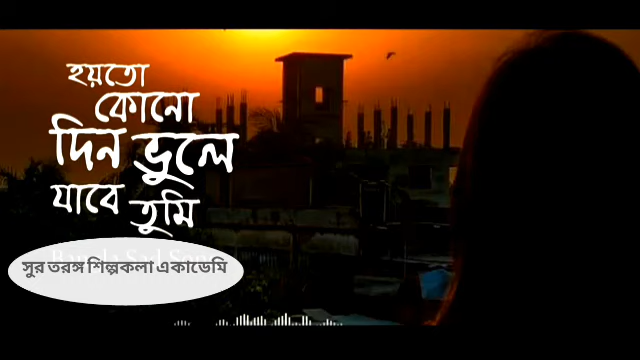 হয়তো
কোনো
দিন ভুলে
যাবে তুমি
সুর তরঙ্গ শিল্পকলা একাডেমি